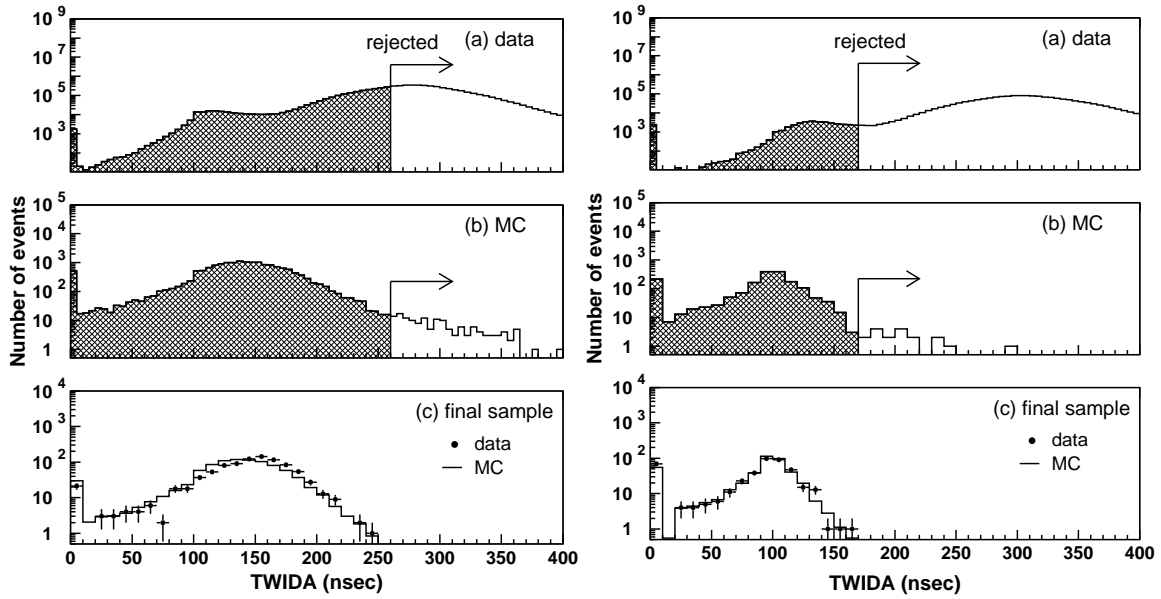 10^9
10^7
10^5
10^3
rejected
(a) data
Number of events
10^5
10^4
10^3
10^2
10
1
(b) MC
10^4
10^3
10^2
10
1
(c) final sample
data
MC
0 50 100 150 200 250 300 350 400
TWIDA (nsec)
10^9
10^7
10^5
10^3
rejected
(a) data
Number of events
10^5
10^4
10^3
10^2
10
1
(b) MC
10^4
10^3
10^2
10
1
(c) final sample
data
MC
0 50 100 150 200 250 300 350 400
TWIDA (nsec)